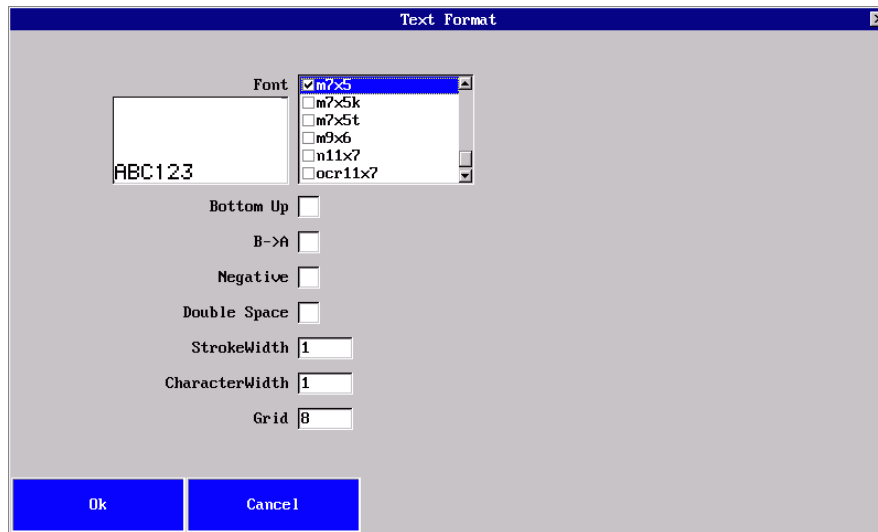 Text Format
Font
m7x5
m7x5k
m7x5t
m9x6
n11x7
ocr11x7
ABC123
Bottom Up
B->A
Negative
Double Space
StrokeWidth 1
CharacterWidth 1
Grid 8
Ok Cancel